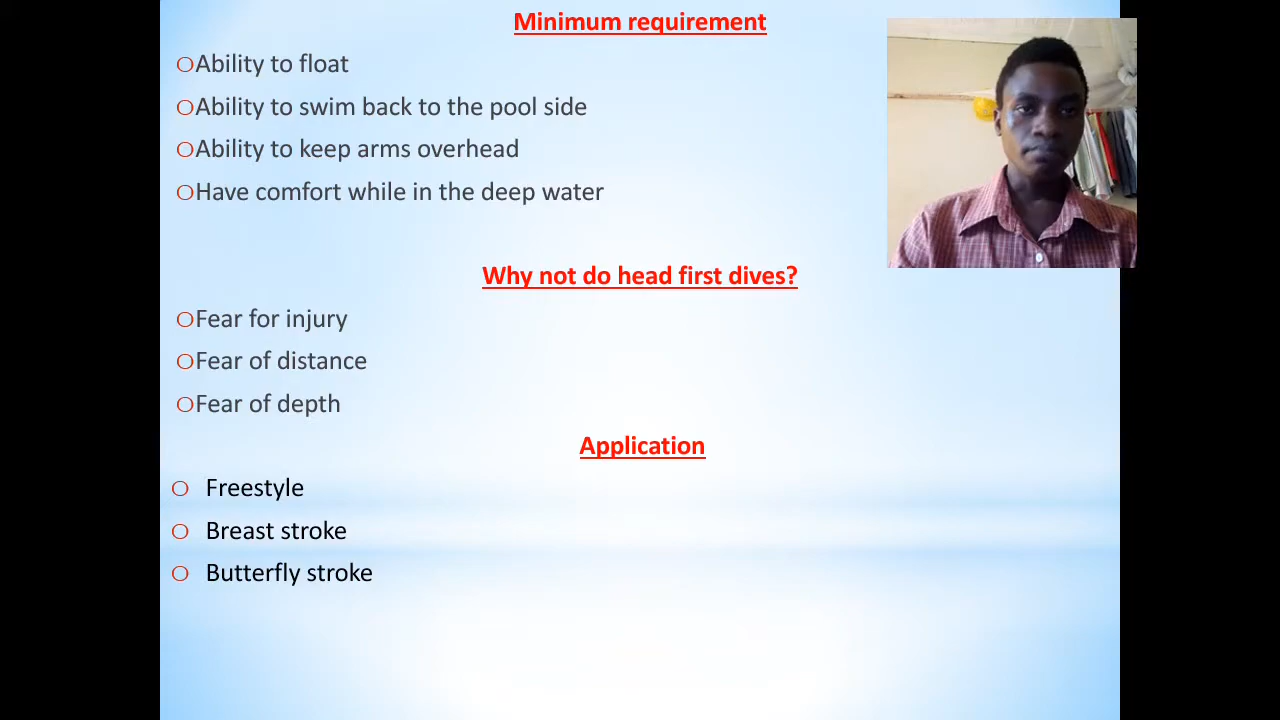 Minimum requirement
Ability to float
Ability to swim back to the pool side
Ability to keep arms overhead
Have comfort while in the deep water
Why not do head first dives?
Fear for injury
Fear of distance
Fear of depth
Application
Freestyle
Breast stroke
Butterfly stroke